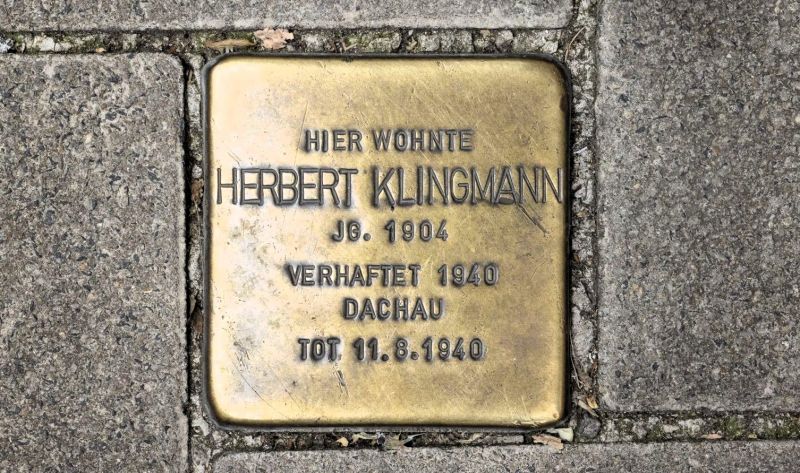 HIER WOHNTE
HERBERT KLINGMANN
JG. 1904
VERHAFTET 1940
DACHAU
TOT 11.8.1940